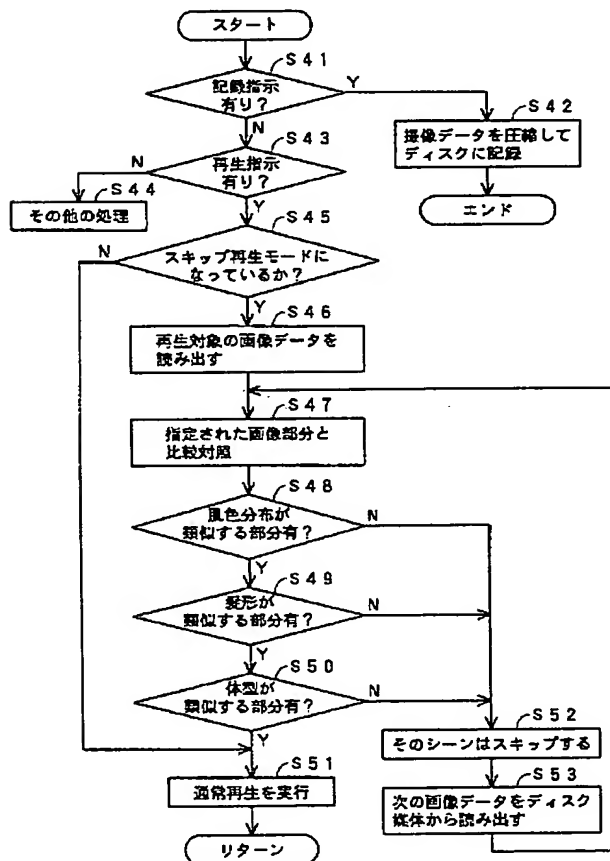 スタート
S41
記録指示
有り？
Y
N
S42
撮像データを圧縮して
ディスクに記録
エンド
S43
再生指示
有り？
N
Y
S44
その他の処理
S45
スキップ再生モードに
なっているか？
N
Y
S46
再生対象の画像データを
読み出す
S47
指定された画像部分と
比較対照
S48
肌色分布が
類似する部分有？
N
Y
S49
髪形が
類似する部分有？
N
Y
S50
体型が
類似する部分有？
N
Y
S51
通常再生を実行
リターン
S52
そのシーンはスキップする
S53
次の画像データをディスク
媒体から読み出す